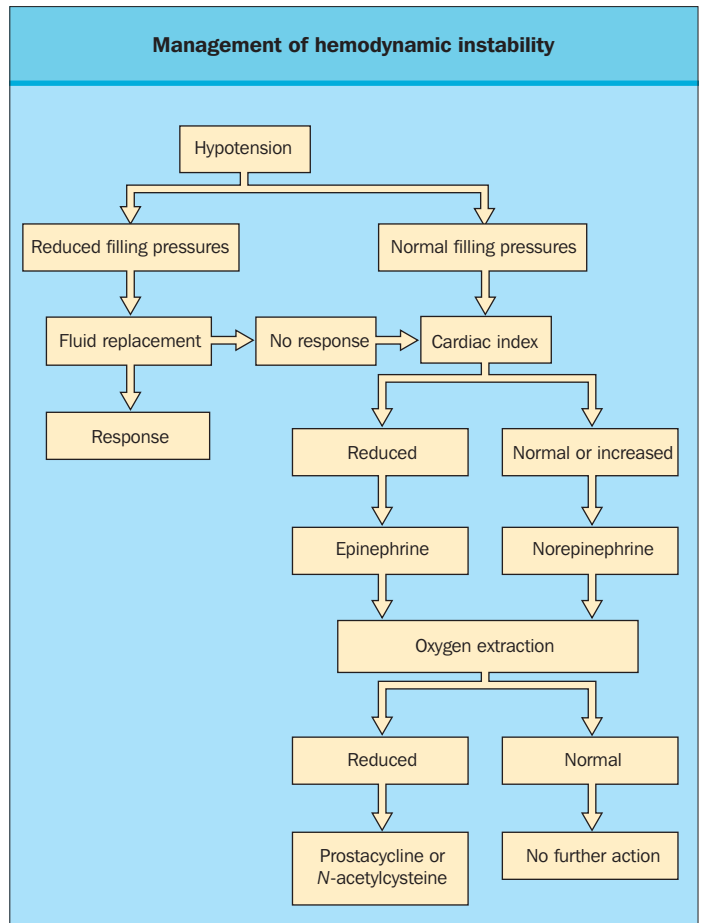 Management of hemodynamic instability
Hypotension
Reduced filling pressures
Normal filling pressures
Fluid replacement
No response
Cardiac index
Response
Reduced
Normal or increased
Epinephrine
Norepinephrine
Oxygen extraction
Reduced
Normal
Prostacycline or
N-acetylcysteine
No further action